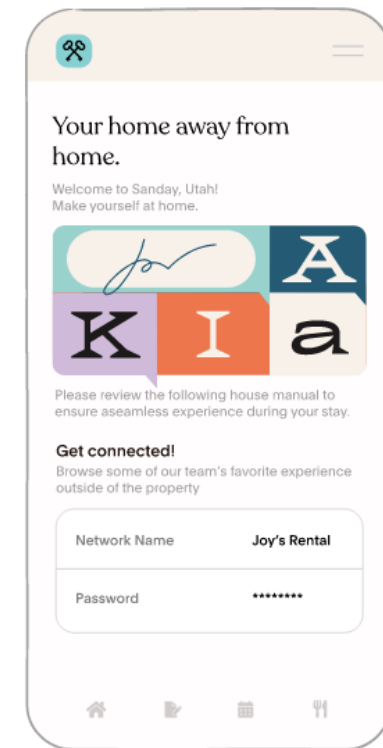 Your home away from
home.
Welcome to Sanday, Utah!
Make yourself at home.
Joy
A
K I a
Please review the following house manual to
ensure aseamless experience during your stay.
Get connected!
Browse some of our team's favorite experience
outside of the property
Network Name Joy's Rental
Password ********